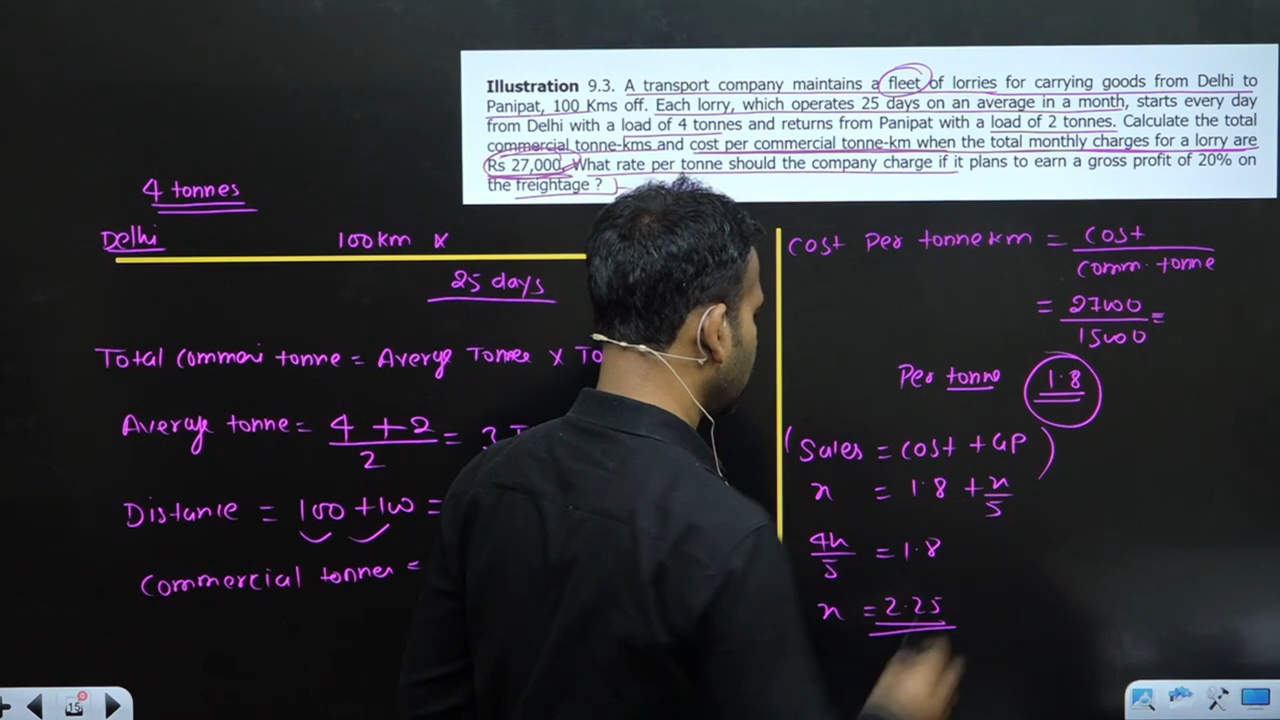 Illustration 9.3. A transport company maintains a fleet of lorries for carrying goods from Delhi to
Panipat, 100 Kms off. Each lorry, which operates 25 days on an average in a month, starts every day
from Delhi with a load of 4 tonnes and returns from Panipat with a load of 2 tonnes. Calculate the total
commercial tonne-kms and cost per commercial tonne-km when the total monthly charges for a lorry are
Rs 27,000. What rate per tonne should the company charge if it plans to earn a gross profit of 20% on
the freightage ?
4 tonnes
Delhi 100km x
25 days
Total Commari tonne = Averge Tonnee x To
Average tonne = 4 + 2 / 2 = 3 T
Distance = 100 + 100 =
Commercial tonner =
Cost Per tonne km = Cost / Comm. tonne
= 27000 / 15000 =
Per tonne 1.8
(Sales = Cost + GP)
x = 1.8 + x/5
4x/5 = 1.8
x = 2.25
15